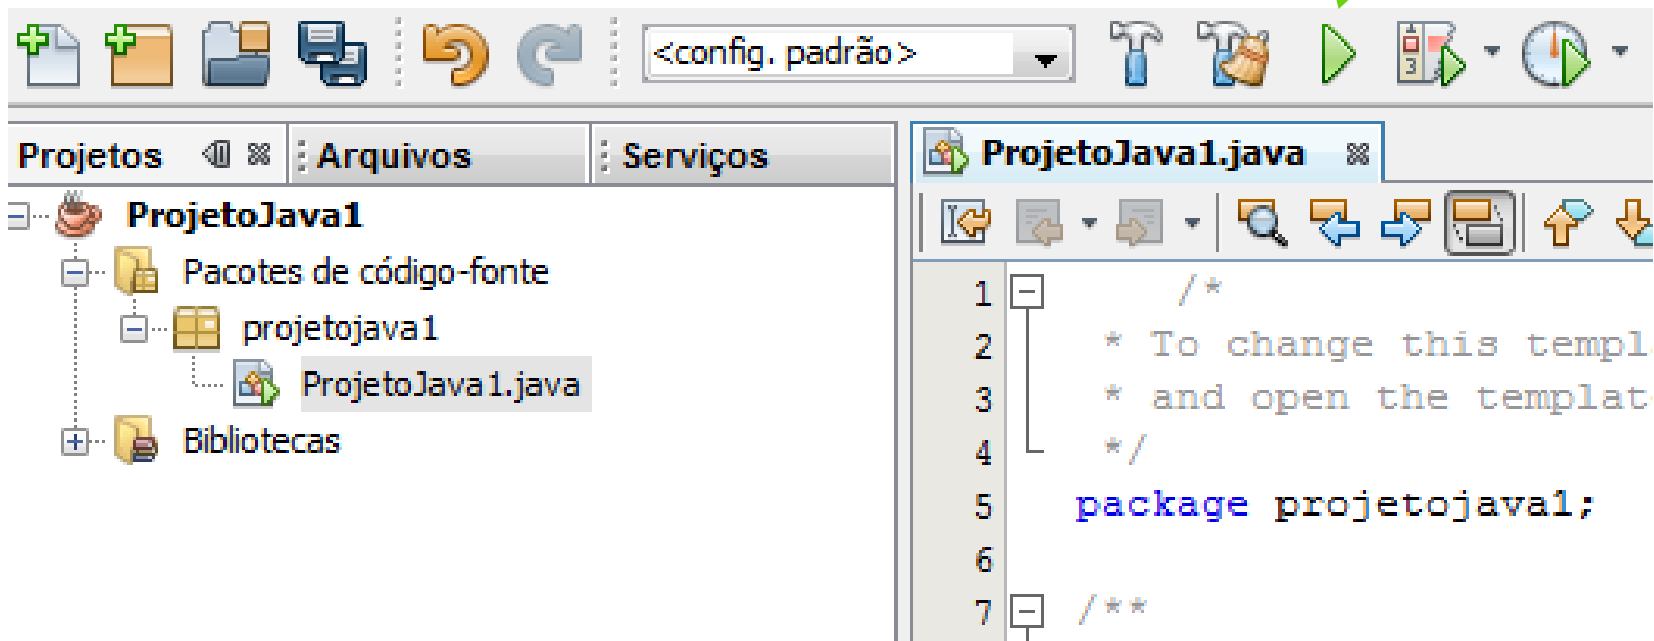 <config. padrão>
Projetos
Arquivos
Serviços
ProjetoJava1
Pacotes de código-fonte
projetojava1
ProjetoJava1.java
Bibliotecas
ProjetoJava1.java
1 /*
2 * To change this templ
3 * and open the templat
4 */
5 package projetojava1;
6
7 /**